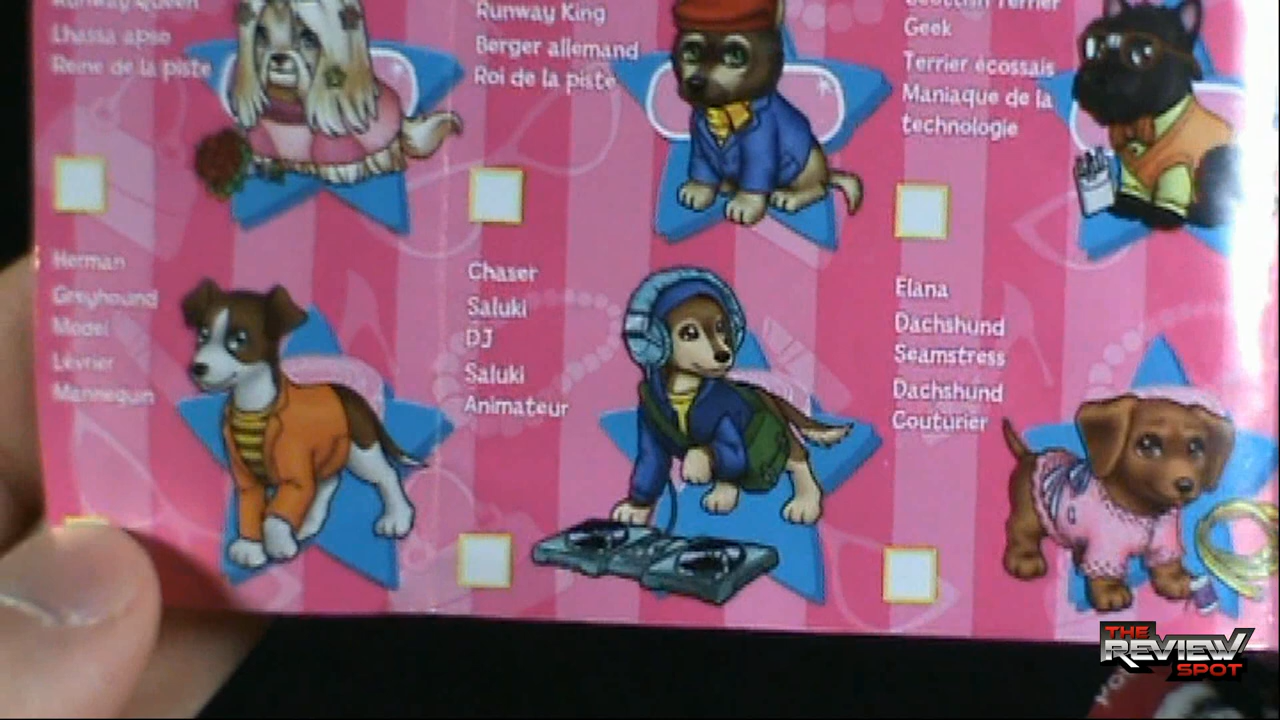 Runway Queen
Lhassa apso
Reine de la piste
Runway King
Berger allemand
Roi de la piste
Scottish Terrier
Geek
Terrier écossais
Maniaque de la
technologie
Herman
Greyhound
Model
Lévrier
Mannequin
Chaser
Saluki
DJ
Saluki
Animateur
Elana
Dachshund
Seamstress
Dachshund
Couturier
THE
REVIEW
SPOT